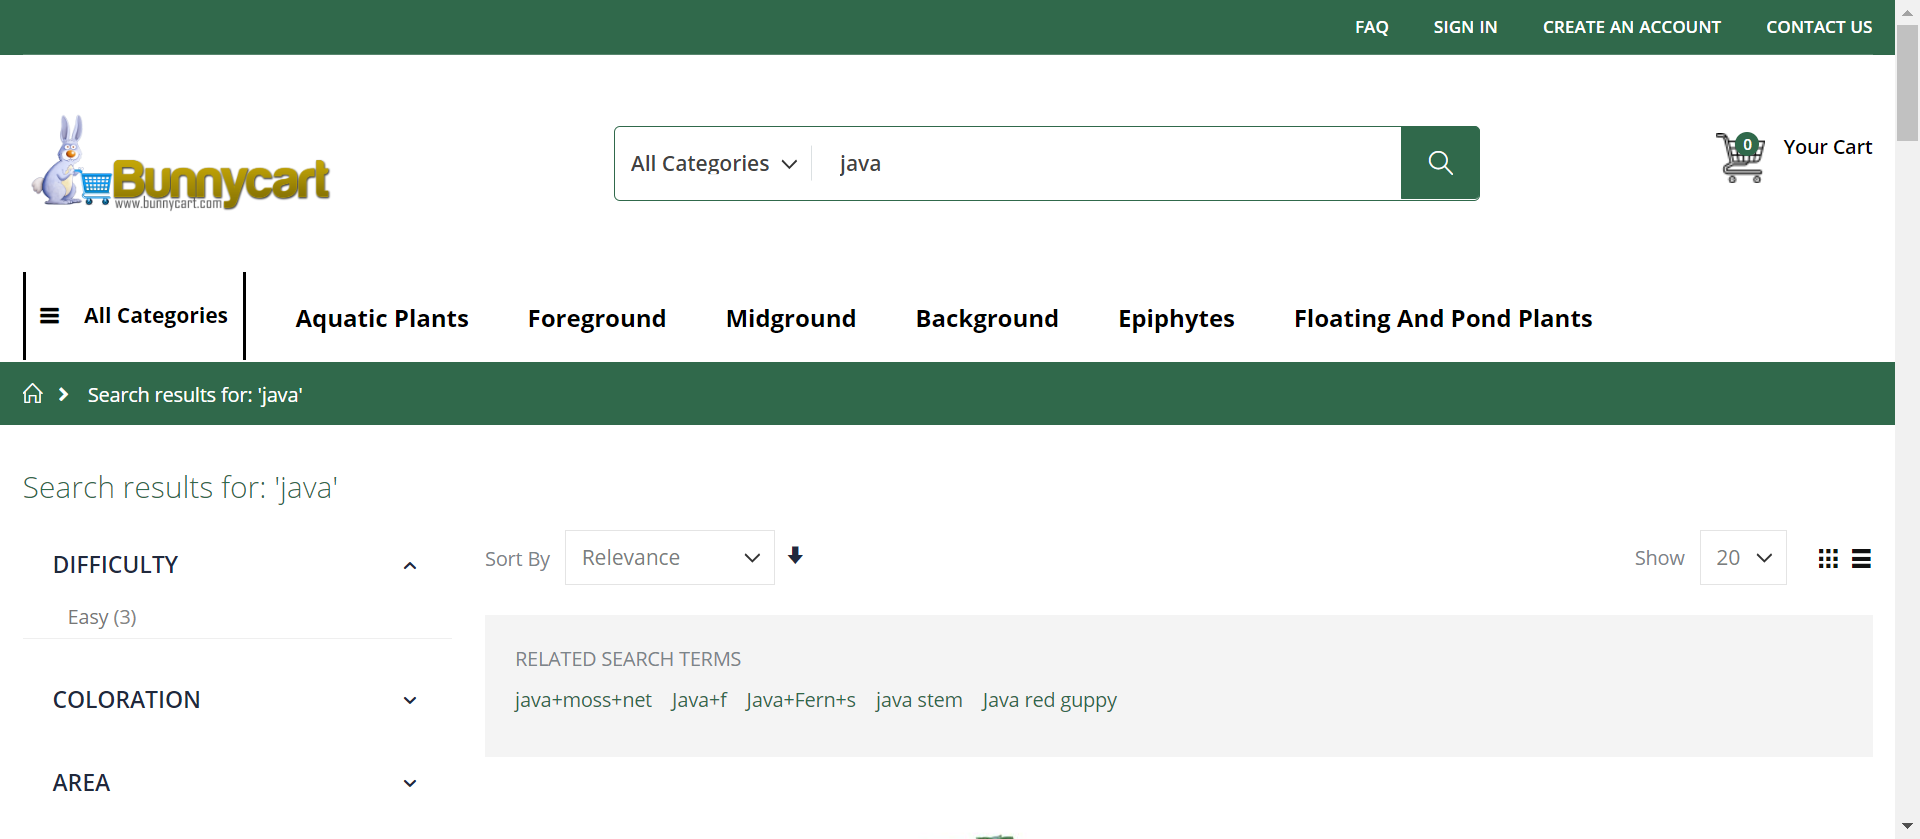 FAQ SIGN IN CREATE AN ACCOUNT CONTACT US
Bunnycart
www.bunnycart.com
All Categories java
0 Your Cart
All Categories Aquatic Plants Foreground Midground Background Epiphytes Floating And Pond Plants
Search results for: 'java'
Search results for: 'java'
DIFFICULTY
Easy (3)
COLORATION
AREA
Sort By Relevance Show 20
RELATED SEARCH TERMS
java+moss+net Java+f Java+Fern+s java stem Java red guppy